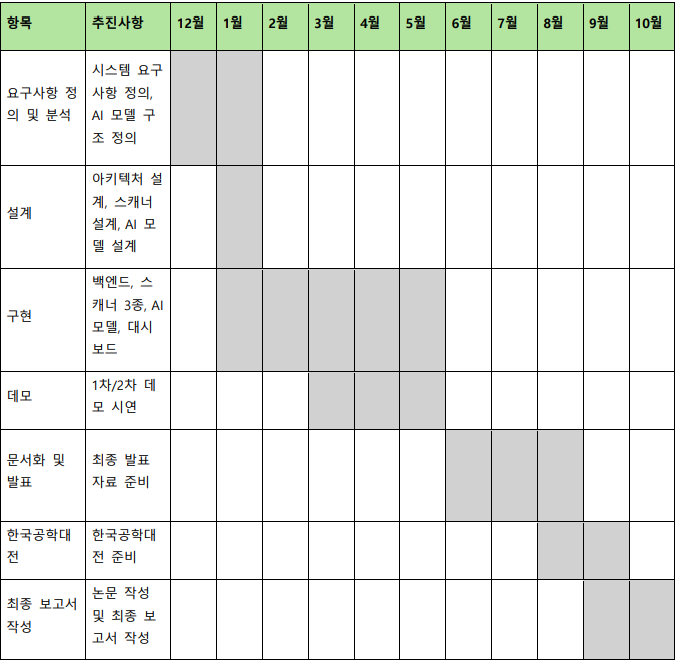 항목 추진사항 12월 1월 2월 3월 4월 5월 6월 7월 8월 9월 10월
요구사항 정
의 및 분석
시스템 요구
사항 정의,
AI 모델 구
조 정의
설계
아키텍처 설
계, 스캐너
설계, AI 모
델 설계
구현
백엔드, 스
캐너 3종, AI
모델, 대시
보드
데모
1차/2차 데
모 시연
문서화 및
발표
최종 발표
자료 준비
한국공학대
전
한국공학대
전 준비
최종 보고서
작성
논문 작성
및 최종 보
고서 작성